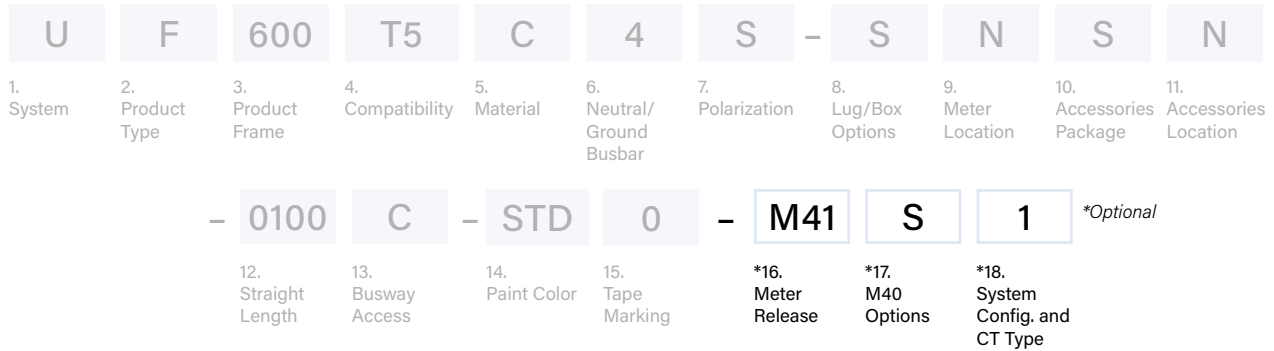 U F 600 T5 C 4 S – S N S N
1. 2. 3. 4. 5. 6. 7. 8. 9. 10. 11.
System Product Product Compatibility Material Neutral/ Polarization Lug/Box Meter Accessories Accessories
Type Frame Ground Options Location Package Location
Busbar
– 0100 C – STD 0 – M41 S 1 *Optional
12. 13. 14. 15. *16. *17. *18.
Straight Busway Paint Color Tape Meter M40 System
Length Access Marking Release Options Config. and
CT Type